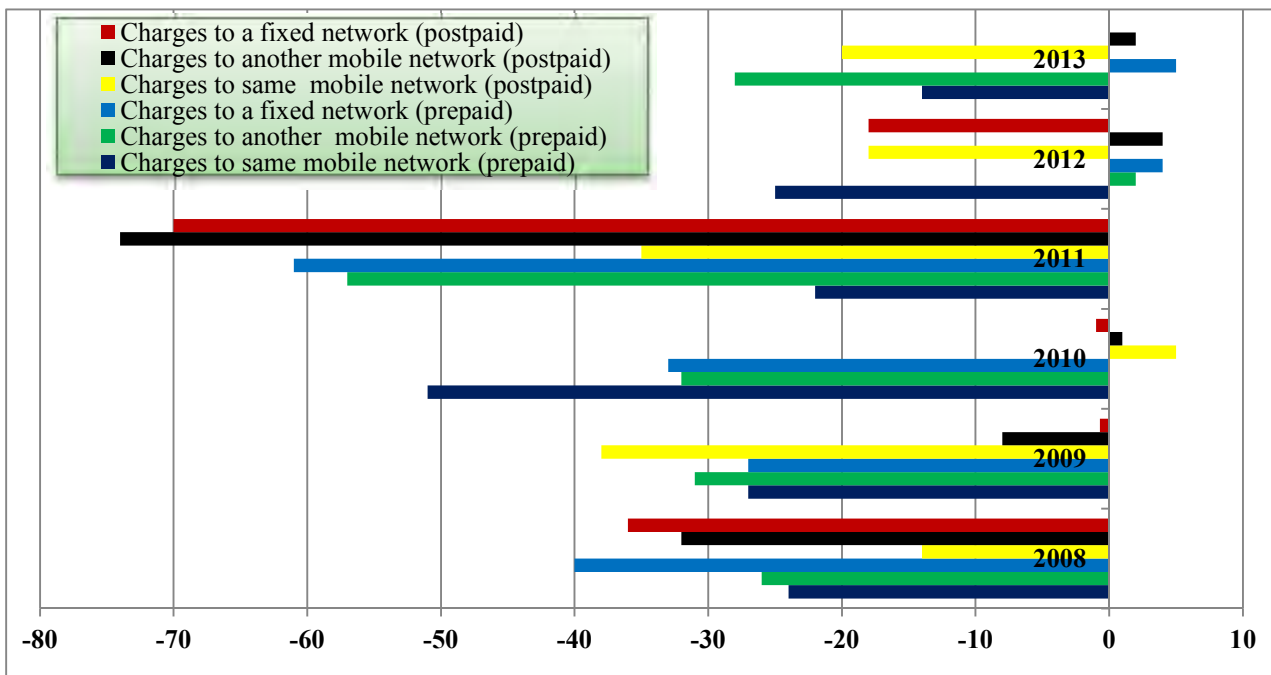 Charges to a fixed network (postpaid)
Charges to another mobile network (postpaid)
Charges to same mobile network (postpaid)
Charges to a fixed network (prepaid)
Charges to another mobile network (prepaid)
Charges to same mobile network (prepaid)
2013
2012
2011
2010
2009
2008
-80 -70 -60 -50 -40 -30 -20 -10 0 10